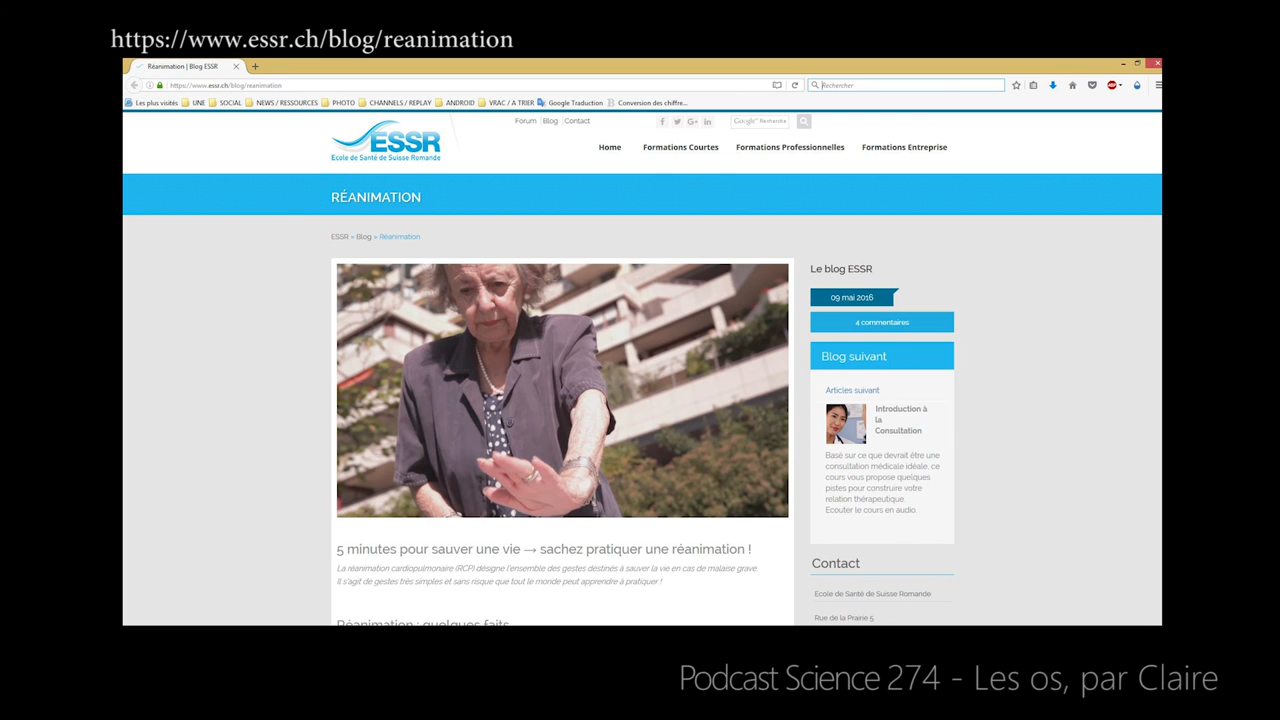 https://www.essr.ch/blog/reanimation
Réanimation | Blog ESSR
https://www.essr.ch/blog/reanimation
Rechercher
Les plus visités UNE SOCIAL NEWS / RESSOURCES PHOTO CHANNELS / REPLAY ANDROID VRAC / A TRIER Google Traduction Conversion des chiffre...
Forum Blog Contact
Google Recherche
ESSR
Ecole de Santé de Suisse Romande
Home Formations Courtes Formations Professionnelles Formations Entreprise
RÉANIMATION
ESSR » Blog » Réanimation
5 minutes pour sauver une vie → sachez pratiquer une réanimation !
La réanimation cardiopulmonaire (RCP) désigne l'ensemble des gestes destinés à sauver la vie en cas de malaise grave.
Il s'agit de gestes très simples et sans risque que tout le monde peut apprendre à pratiquer !
Réanimation : quelques faits
Le blog ESSR
09 mai 2016
4 commentaires
Blog suivant
Articles suivant
Introduction à
la
Consultation
Basé sur ce que devrait être une
consultation médicale idéale, ce
cours vous propose quelques
pistes pour construire votre
relation thérapeutique.
Ecouter le cours en audio.
Contact
Ecole de Santé de Suisse Romande
Rue de la Prairie 5
Podcast Science 274 - Les os, par Claire